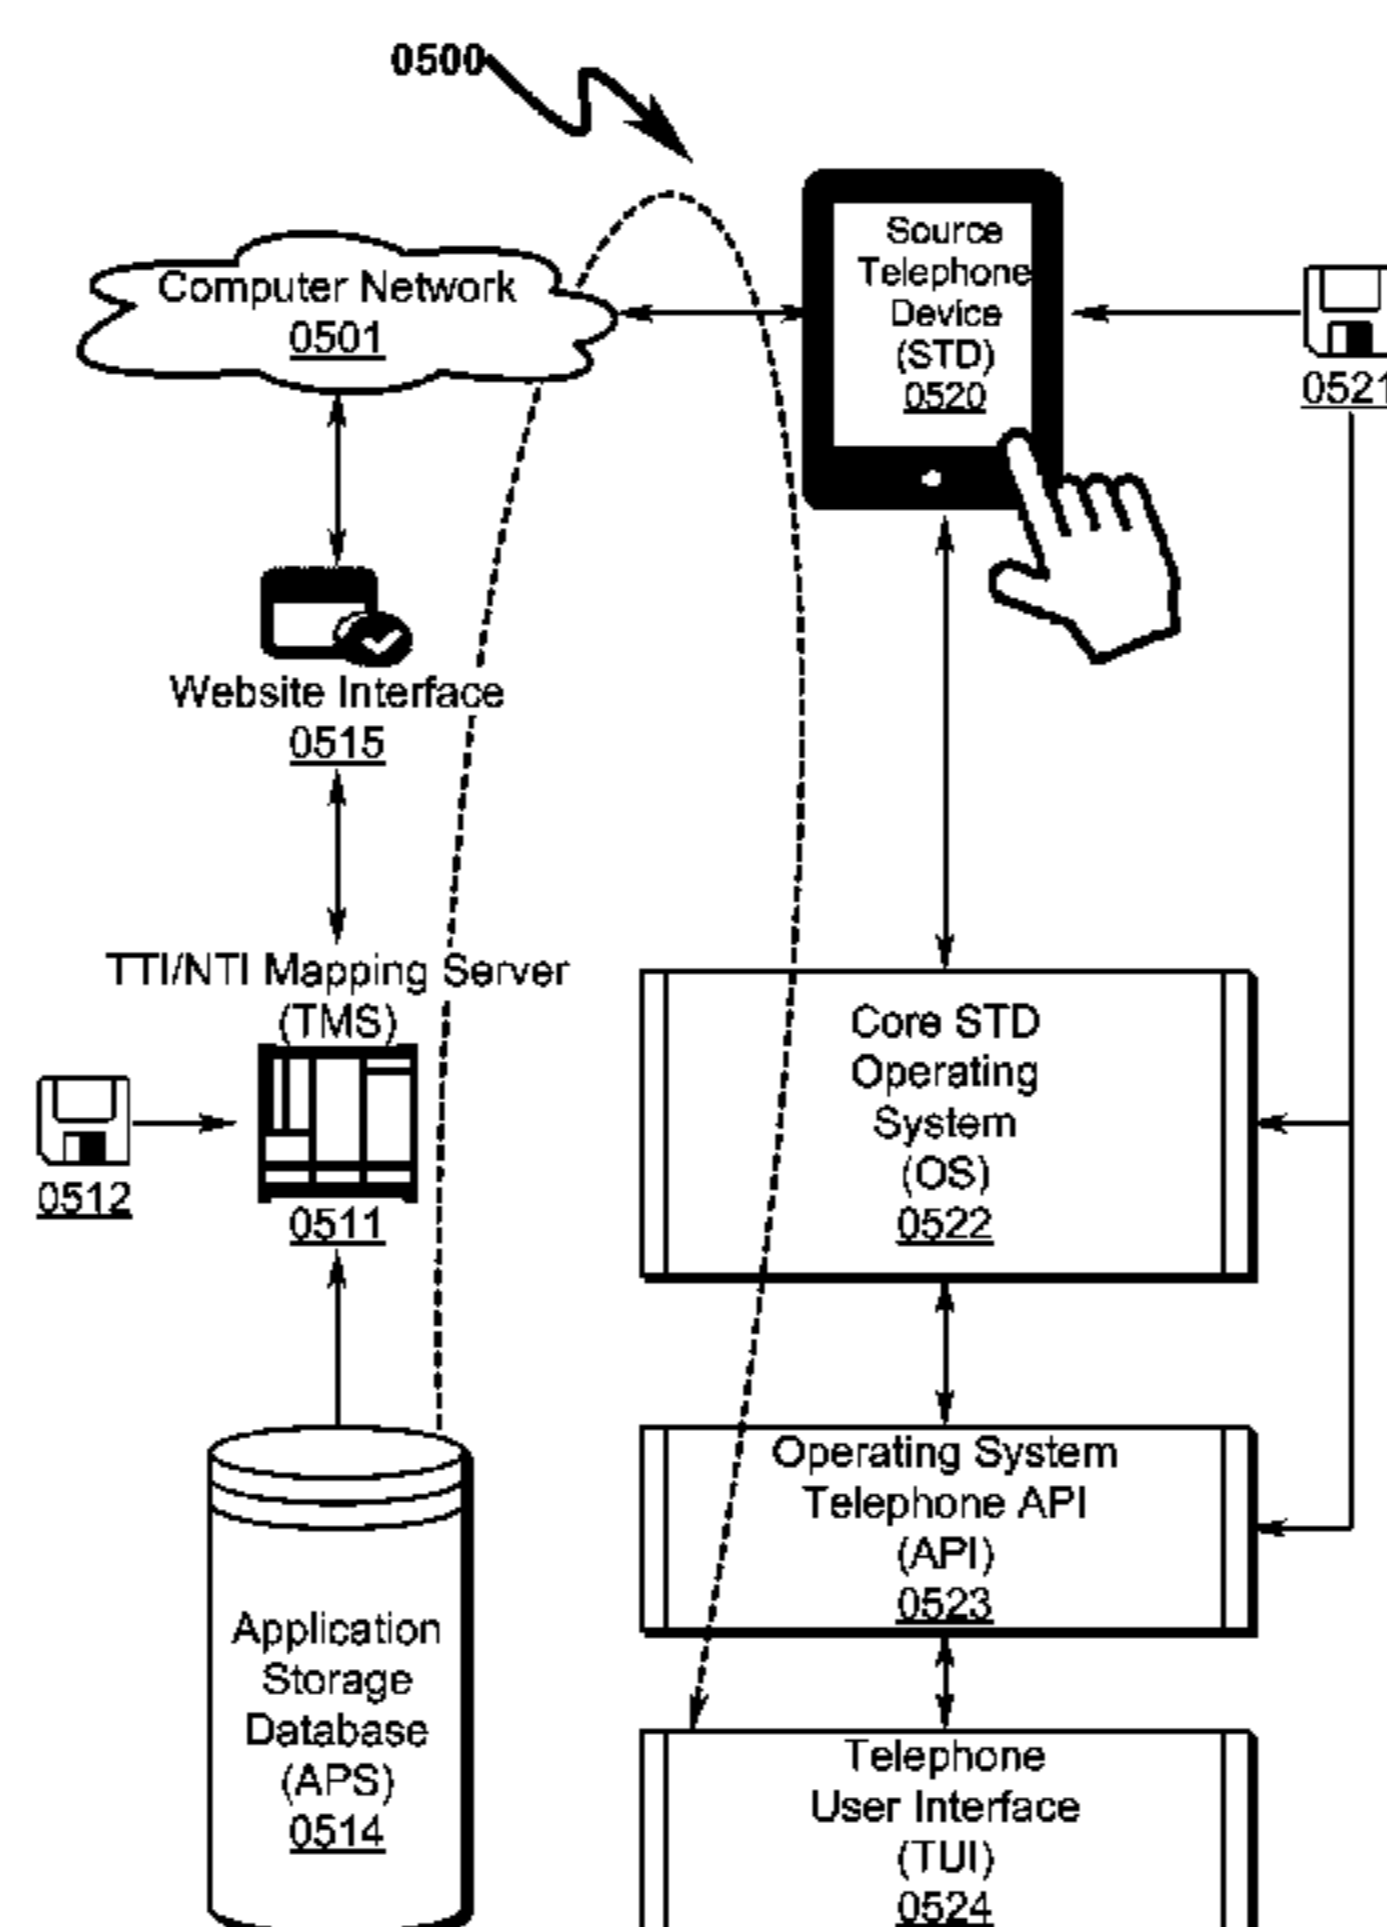 0500
Computer Network
0501
Source
Telephone
Device
(STD)
0520
0521
Website Interface
0515
TTI/NTI Mapping Server
(TMS)
0512
0511
Core STD
Operating
System
(OS)
0522
Operating System
Telephone API
(API)
0523
Application
Storage
Database
(APS)
0514
Telephone
User Interface
(TUI)
0524